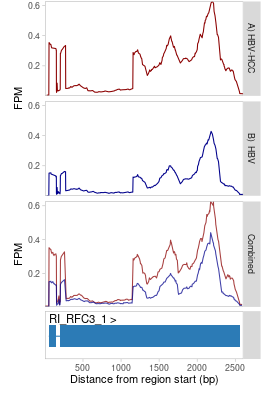 0.6
0.4
0.2
FPM
A) HBV-HCC
0.6
0.4
0.2
B) HBV
0.6
0.4
0.2
FPM
Combined
RI_RFC3_1 >
500
1000
1500
2000
2500
Distance from region start (bp)